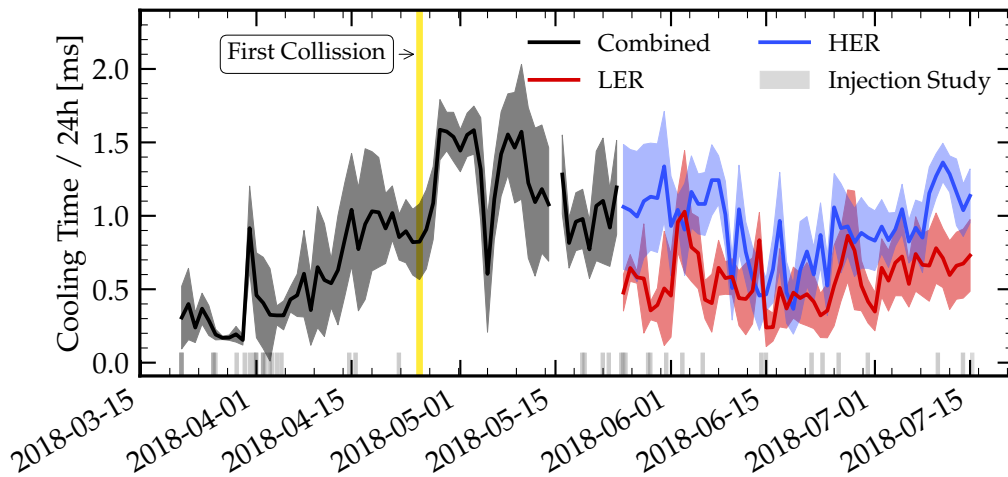 Cooling Time / 24h [ms]
2.0
1.5
1.0
0.5
0.0
First Collission
Combined
LER
HER
Injection Study
2018-03-15
2018-04-01
2018-04-15
2018-05-01
2018-05-15
2018-06-01
2018-06-15
2018-07-01
2018-07-15